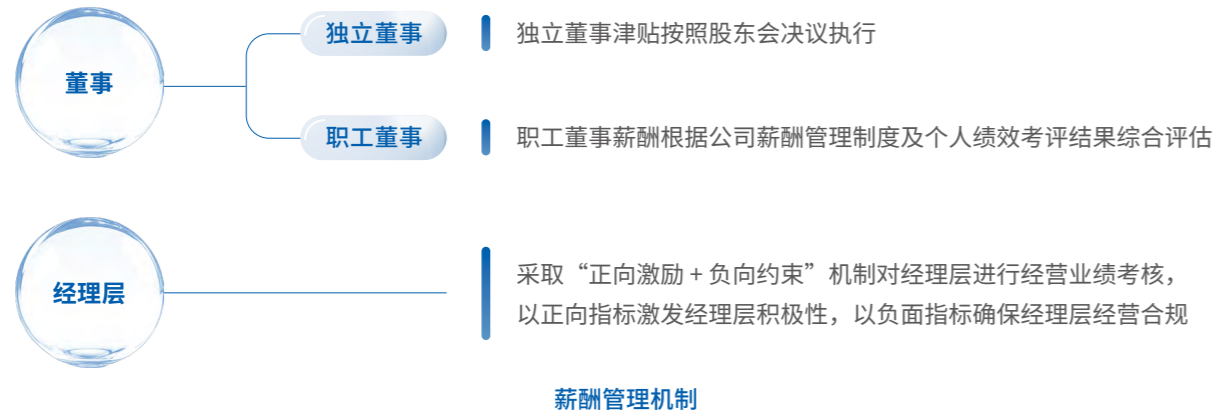 董事
独立董事
独立董事津贴按照股东会决议执行
职工董事
职工董事薪酬根据公司薪酬管理制度及个人绩效考评结果综合评估
经理层
采取“正向激励 + 负向约束”机制对经理层进行经营业绩考核，
以正向指标激发经理层积极性，以负面指标确保经理层经营合规
薪酬管理机制